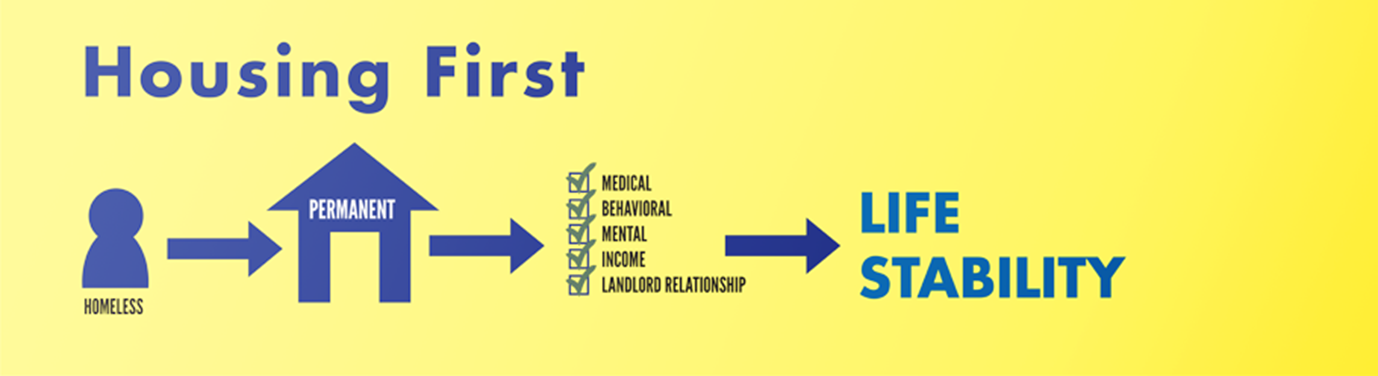 Housing First
HOMELESS
PERMANENT
MEDICAL
BEHAVIORAL
MENTAL
INCOME
LANDLORD RELATIONSHIP
LIFE
STABILITY